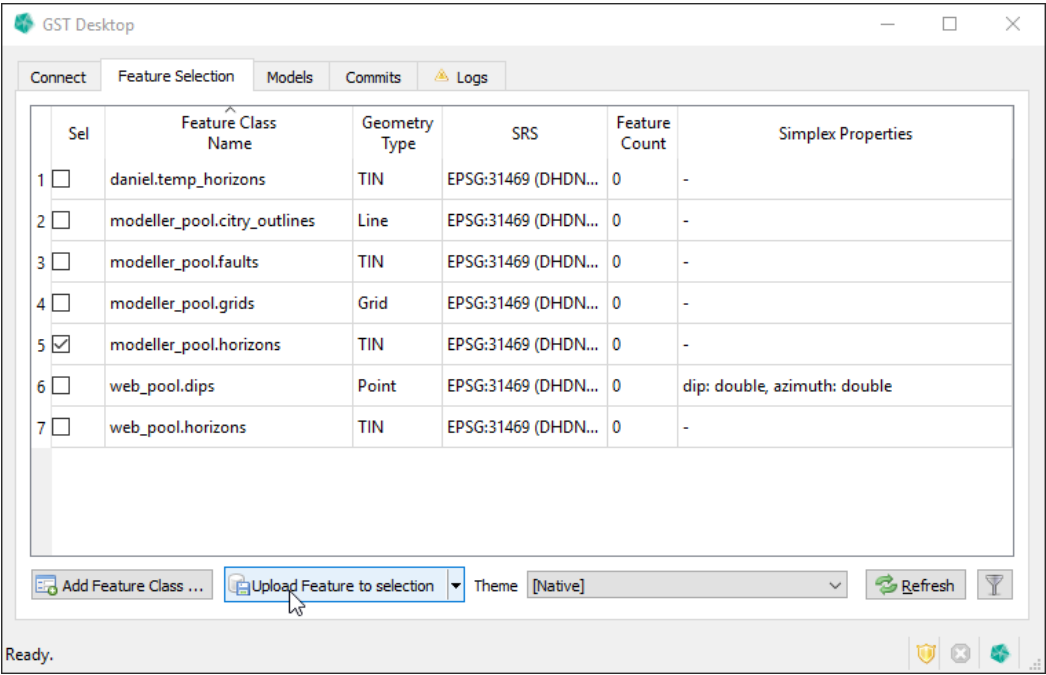 GST Desktop
Connect Feature Selection Models Commits Logs
Sel Feature Class Name Geometry Type SRS Feature Count Simplex Properties
1 daniel.temp_horizons TIN EPSG:31469 (DHDN... 0 -
2 modeller_pool.citry_outlines Line EPSG:31469 (DHDN... 0 -
3 modeller_pool.faults TIN EPSG:31469 (DHDN... 0 -
4 modeller_pool.grids Grid EPSG:31469 (DHDN... 0 -
5 modeller_pool.horizons TIN EPSG:31469 (DHDN... 0 -
6 web_pool.dips Point EPSG:31469 (DHDN... 0 dip: double, azimuth: double
7 web_pool.horizons TIN EPSG:31469 (DHDN... 0 -
Add Feature Class ... Upload Feature to selection Theme [Native] Refresh
Ready.